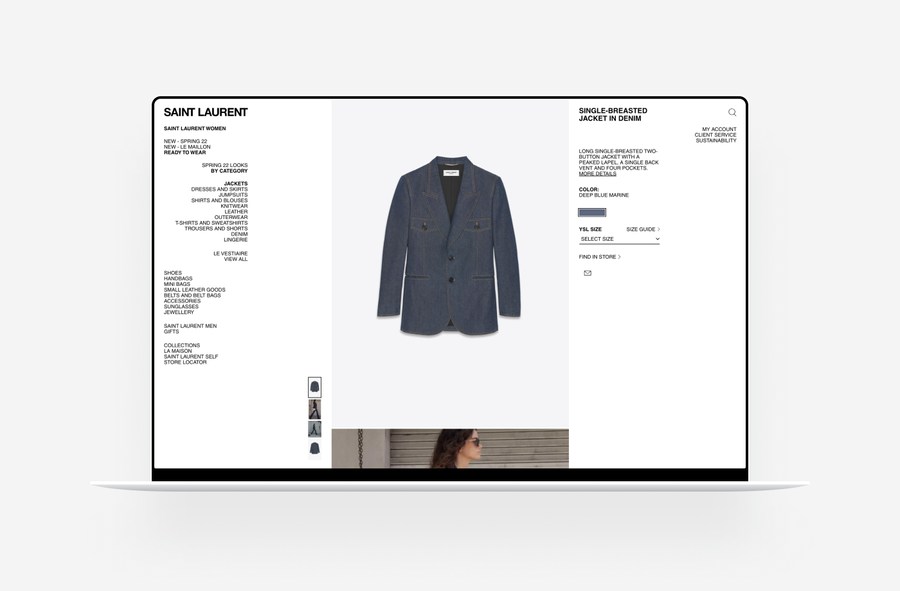 SAINT LAURENT
SAINT LAURENT WOMEN
NEW - SPRING 22
NEW - LE MAILLON
READY TO WEAR
SPRING 22 LOOKS
BY CATEGORY
JACKETS
DRESSES AND SKIRTS
JUMPSUITS
SHIRTS AND BLOUSES
KNITWEAR
LEATHER
OUTERWEAR
T-SHIRTS AND SWEATSHIRTS
TROUSERS AND SHORTS
DENIM
LINGERIE
LE VESTIAIRE
VIEW ALL
SHOES
HANDBAGS
MINI BAGS
SMALL LEATHER GOODS
BELTS AND BELT BAGS
ACCESSORIES
SUNGLASSES
JEWELLERY
SAINT LAURENT MEN
GIFTS
COLLECTIONS
LA MAISON
SAINT LAURENT SELF
STORE LOCATOR
SINGLE-BREASTED
JACKET IN DENIM
MY ACCOUNT
CLIENT SERVICE
SUSTAINABILITY
LONG SINGLE-BREASTED TWO-
BUTTON JACKET WITH A
PEAKED LAPEL, A SINGLE BACK
VENT AND FOUR POCKETS.
MORE DETAILS
COLOR:
DEEP BLUE MARINE
YSL SIZE
SIZE GUIDE
SELECT SIZE
FIND IN STORE